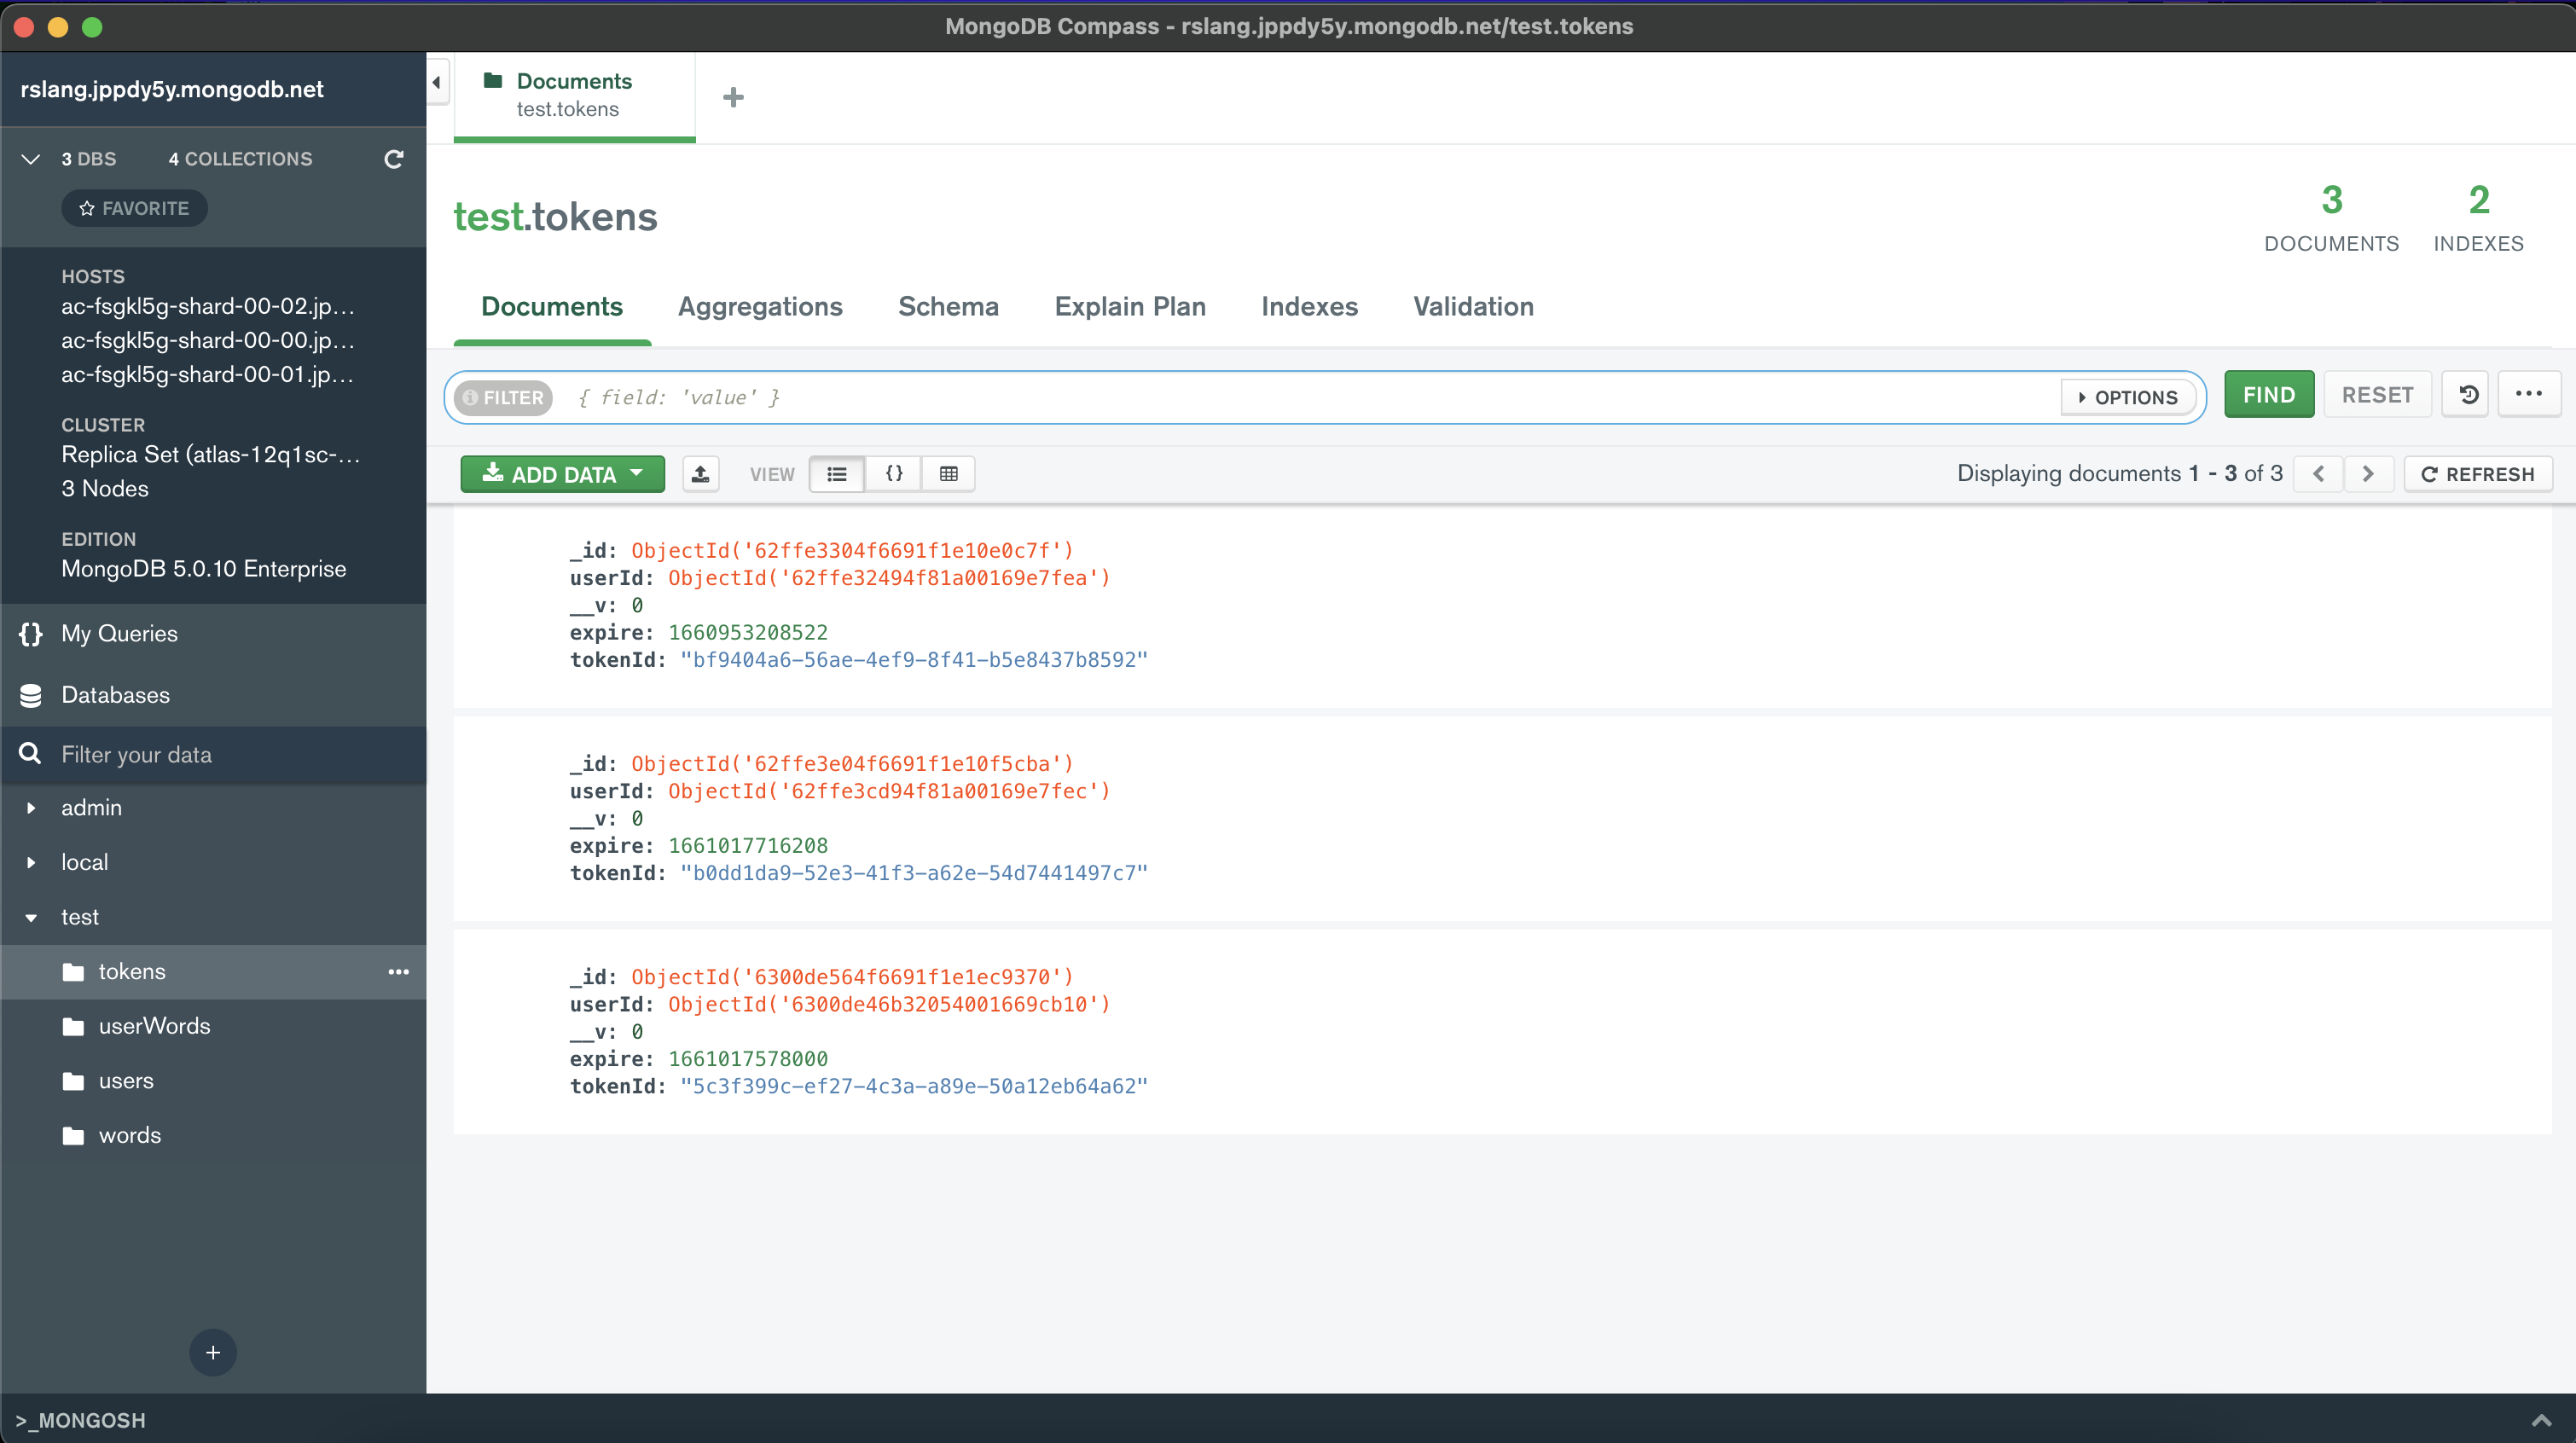 MongoDB Compass - rslang.jppdy5y.mongodb.net/test.tokens
rslang.jppdy5y.mongodb.net
3 DBS 4 COLLECTIONS
FAVORITE
HOSTS
ac-fsgkl5g-shard-00-02.jp...
ac-fsgkl5g-shard-00-00.jp...
ac-fsgkl5g-shard-00-01.jp...
CLUSTER
Replica Set (atlas-12q1sc-...
3 Nodes
EDITION
MongoDB 5.0.10 Enterprise
{} My Queries
Databases
Filter your data
admin
local
test
tokens •••
userWords
users
words
+
Documents
test.tokens
+
test.tokens
3
DOCUMENTS
2
INDEXES
Documents Aggregations Schema Explain Plan Indexes Validation
FILTER { field: 'value' } OPTIONS FIND RESET •••
ADD DATA VIEW {} Displaying documents 1 - 3 of 3 < > REFRESH
_id: ObjectId('62ffe3304f6691f1e10e0c7f')
userId: ObjectId('62ffe32494f81a00169e7fea')
__v: 0
expire: 1660953208522
tokenId: "bf9404a6-56ae-4ef9-8f41-b5e8437b8592"
_id: ObjectId('62ffe3e04f6691f1e10f5cba')
userId: ObjectId('62ffe3cd94f81a00169e7fec')
__v: 0
expire: 1661017716208
tokenId: "b0dd1da9-52e3-41f3-a62e-54d7441497c7"
_id: ObjectId('6300de564f6691f1e1ec9370')
userId: ObjectId('6300de46b32054001669cb10')
__v: 0
expire: 1661017578000
tokenId: "5c3f399c-ef27-4c3a-a89e-50a12eb64a62"
>_MONGOSH